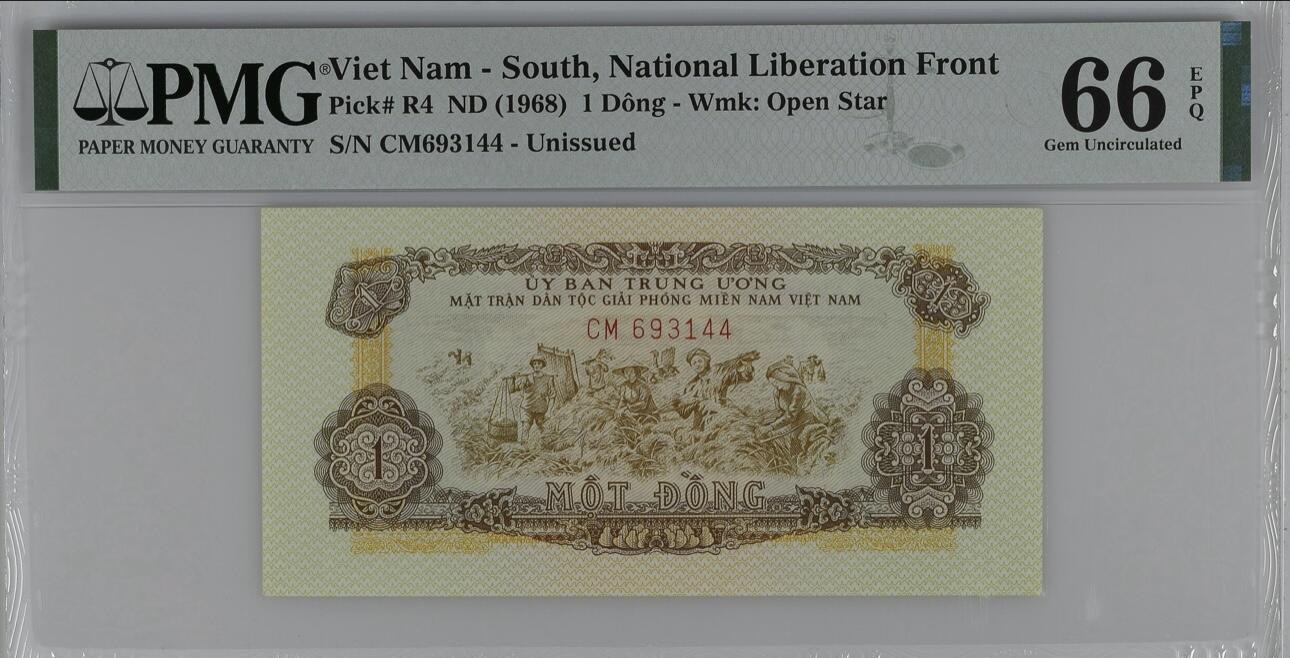 PMG®
PAPER MONEY GUARANTY
Viet Nam - South, National Liberation Front
Pick# R4 ND (1968) 1 Dông - Wmk: Open Star
S/N CM693144 - Unissued
66 EPQ
Gem Uncirculated
ỦY BAN TRUNG ƯƠNG
MẶT TRẬN DÂN TỘC GIẢI PHÓNG MIỀN NAM VIỆT NAM
CM 693144
1
1
1
1
MỘT ĐỒNG